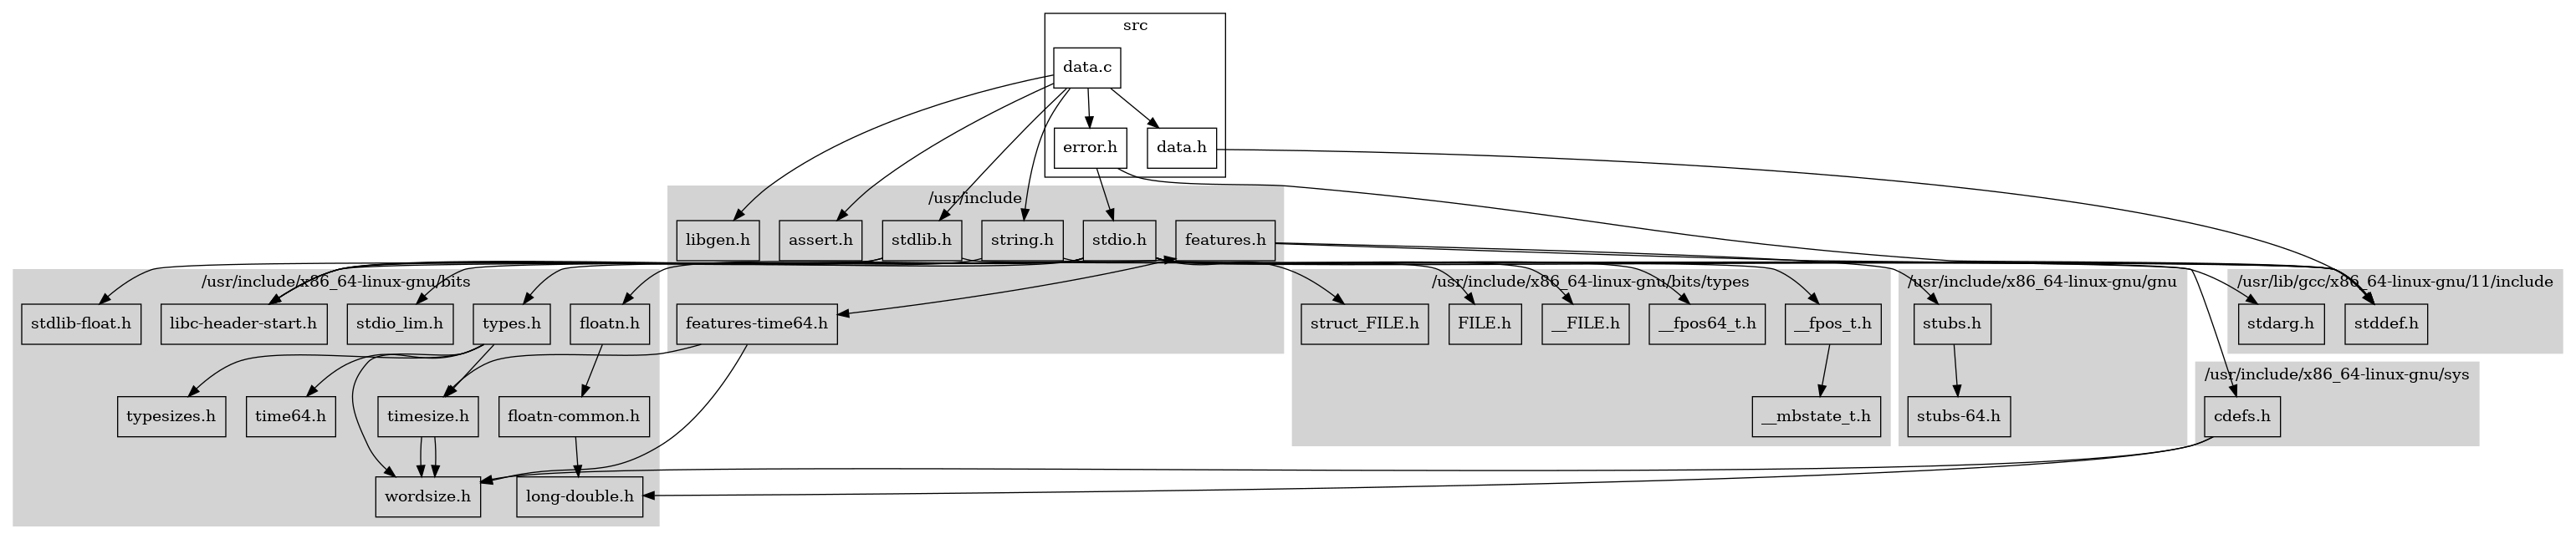 src
data.c
error.h
data.h
/usr/include
libgen.h
assert.h
stdlib.h
string.h
stdio.h
features.h
/usr/include/x86_64-linux-gnu/bits
/usr/include/x86_64-linux-gnu/bits/types
/usr/include/x86_64-linux-gnu/gnu
/usr/lib/gcc/x86_64-linux-gnu/11/include
stdlib-float.h
libc-header-start.h
stdio_lim.h
types.h
floatn.h
features-time64.h
struct_FILE.h
FILE.h
__FILE.h
__fpos64_t.h
__fpos_t.h
stubs.h
stdarg.h
stddef.h
/usr/include/x86_64-linux-gnu/sys
typesizes.h
time64.h
timesize.h
floatn-common.h
__mbstate_t.h
stubs-64.h
cdefs.h
wordsize.h
long-double.h